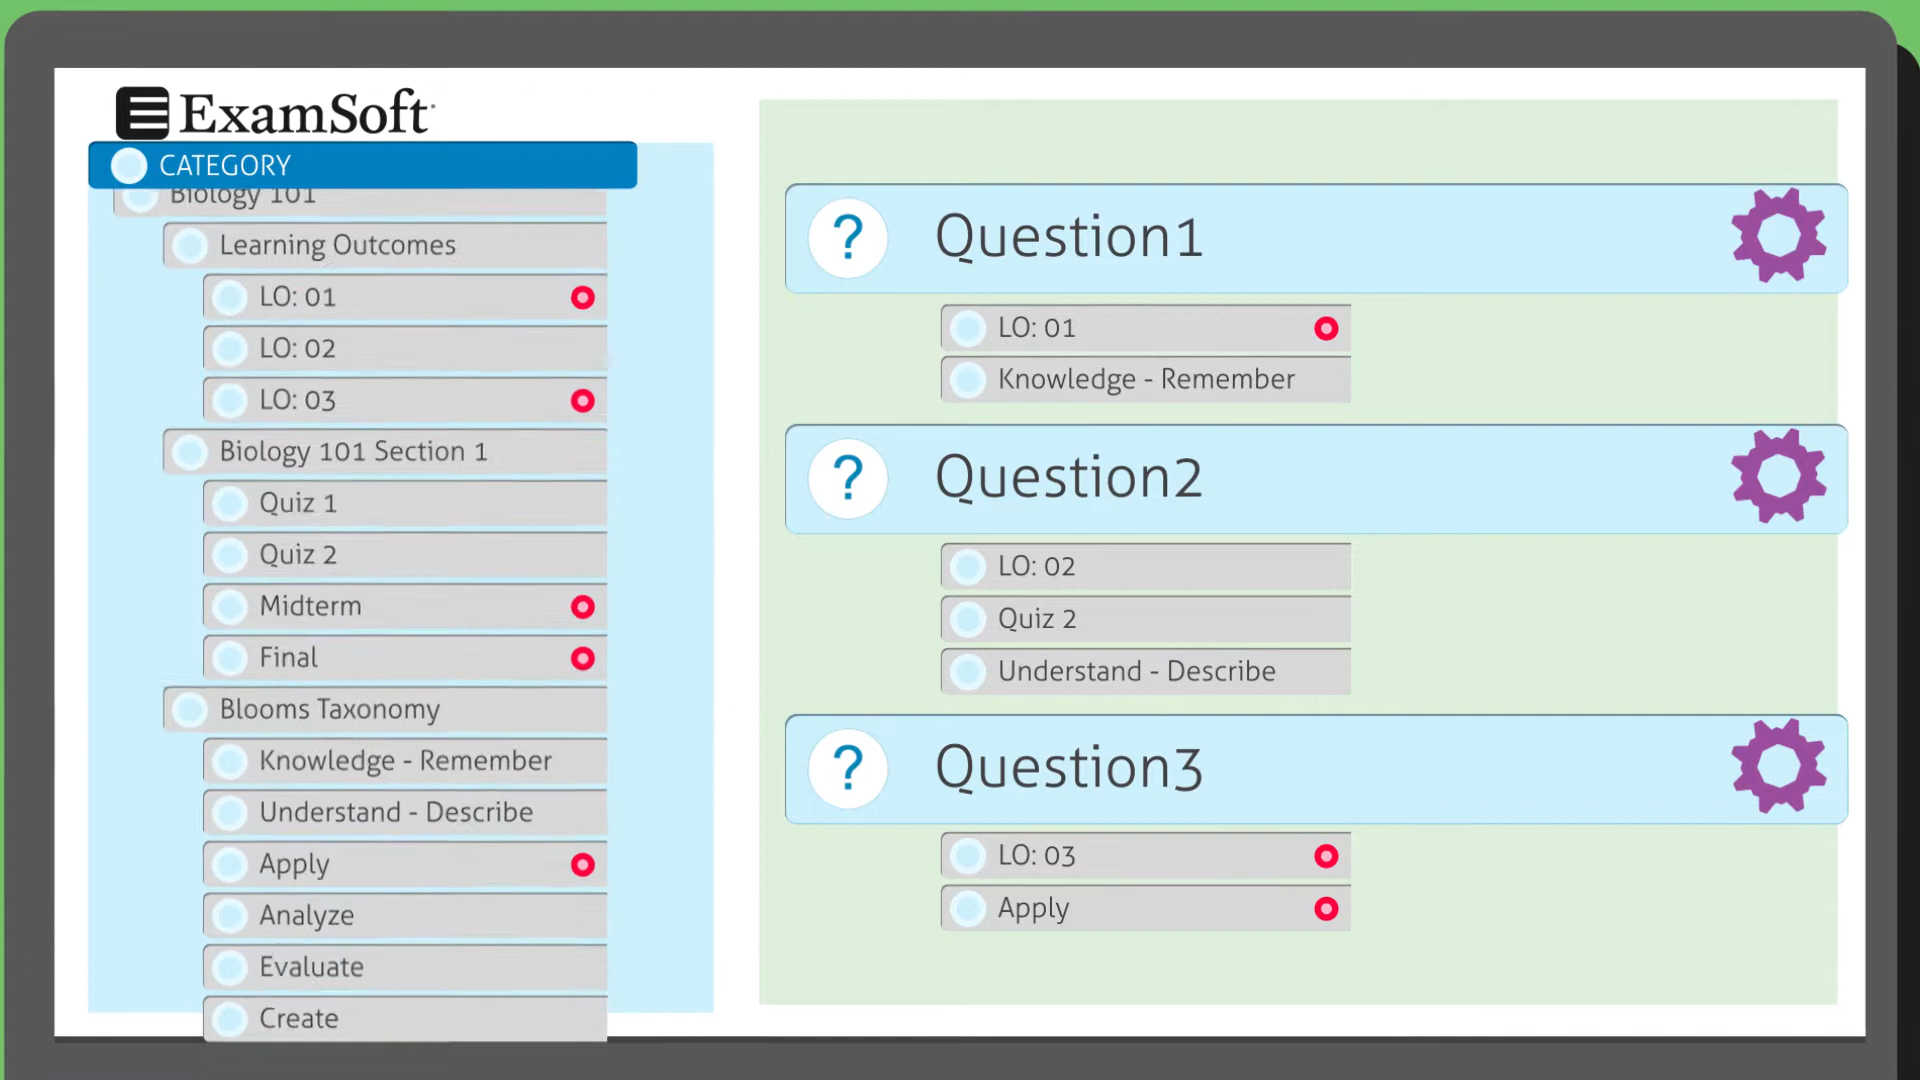 ExamSoft
CATEGORY
Biology 101
Learning Outcomes
LO: 01
LO: 02
LO: 03
Biology 101 Section 1
Quiz 1
Quiz 2
Midterm
Final
Blooms Taxonomy
Knowledge - Remember
Understand - Describe
Apply
Analyze
Evaluate
Create
? Question1
LO: 01
Knowledge - Remember
? Question2
LO: 02
Quiz 2
Understand - Describe
? Question3
LO: 03
Apply